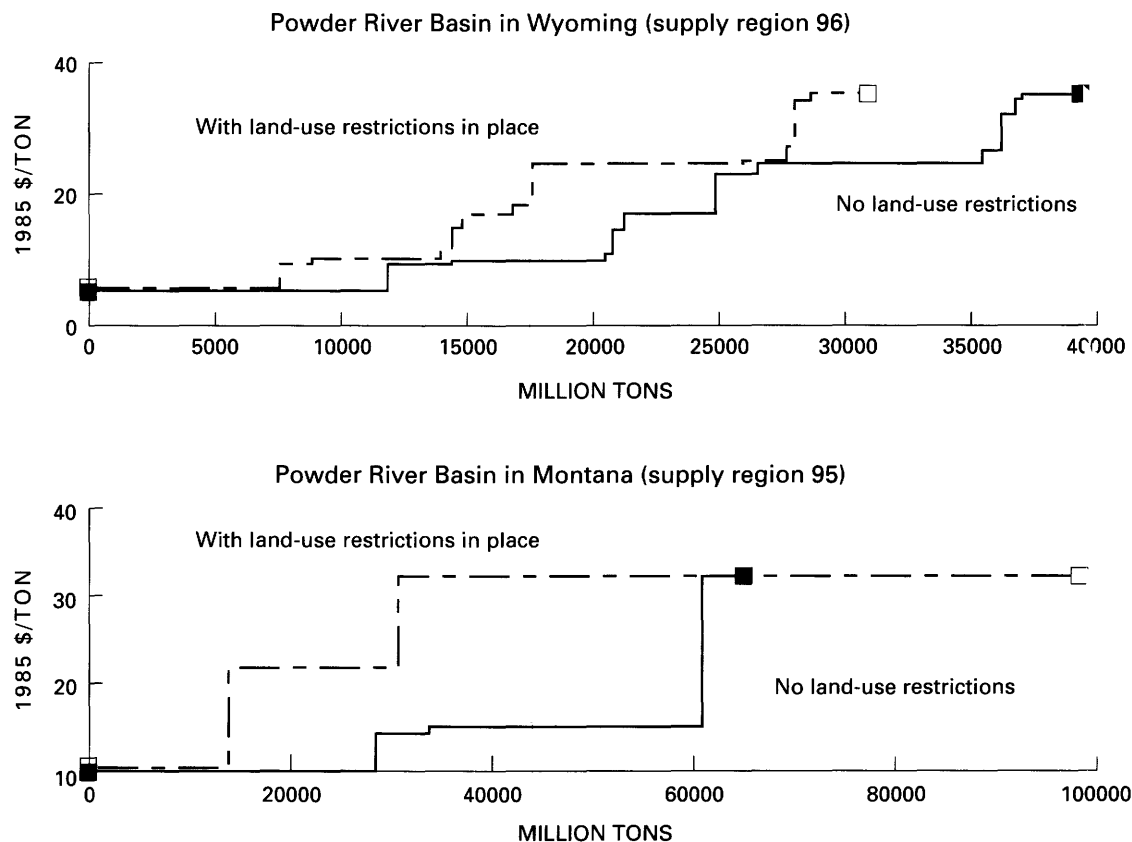 Powder River Basin in Wyoming (supply region 96)
40
With land-use restrictions in place
20
No land-use restrictions
1985 $/TON
0
0 5000 10000 15000 20000 25000 30000 35000 40000
MILLION TONS
Powder River Basin in Montana (supply region 95)
40
With land-use restrictions in place
30
1985 $/TON
20
No land-use restrictions
10
0 20000 40000 60000 80000 100000
MILLION TONS